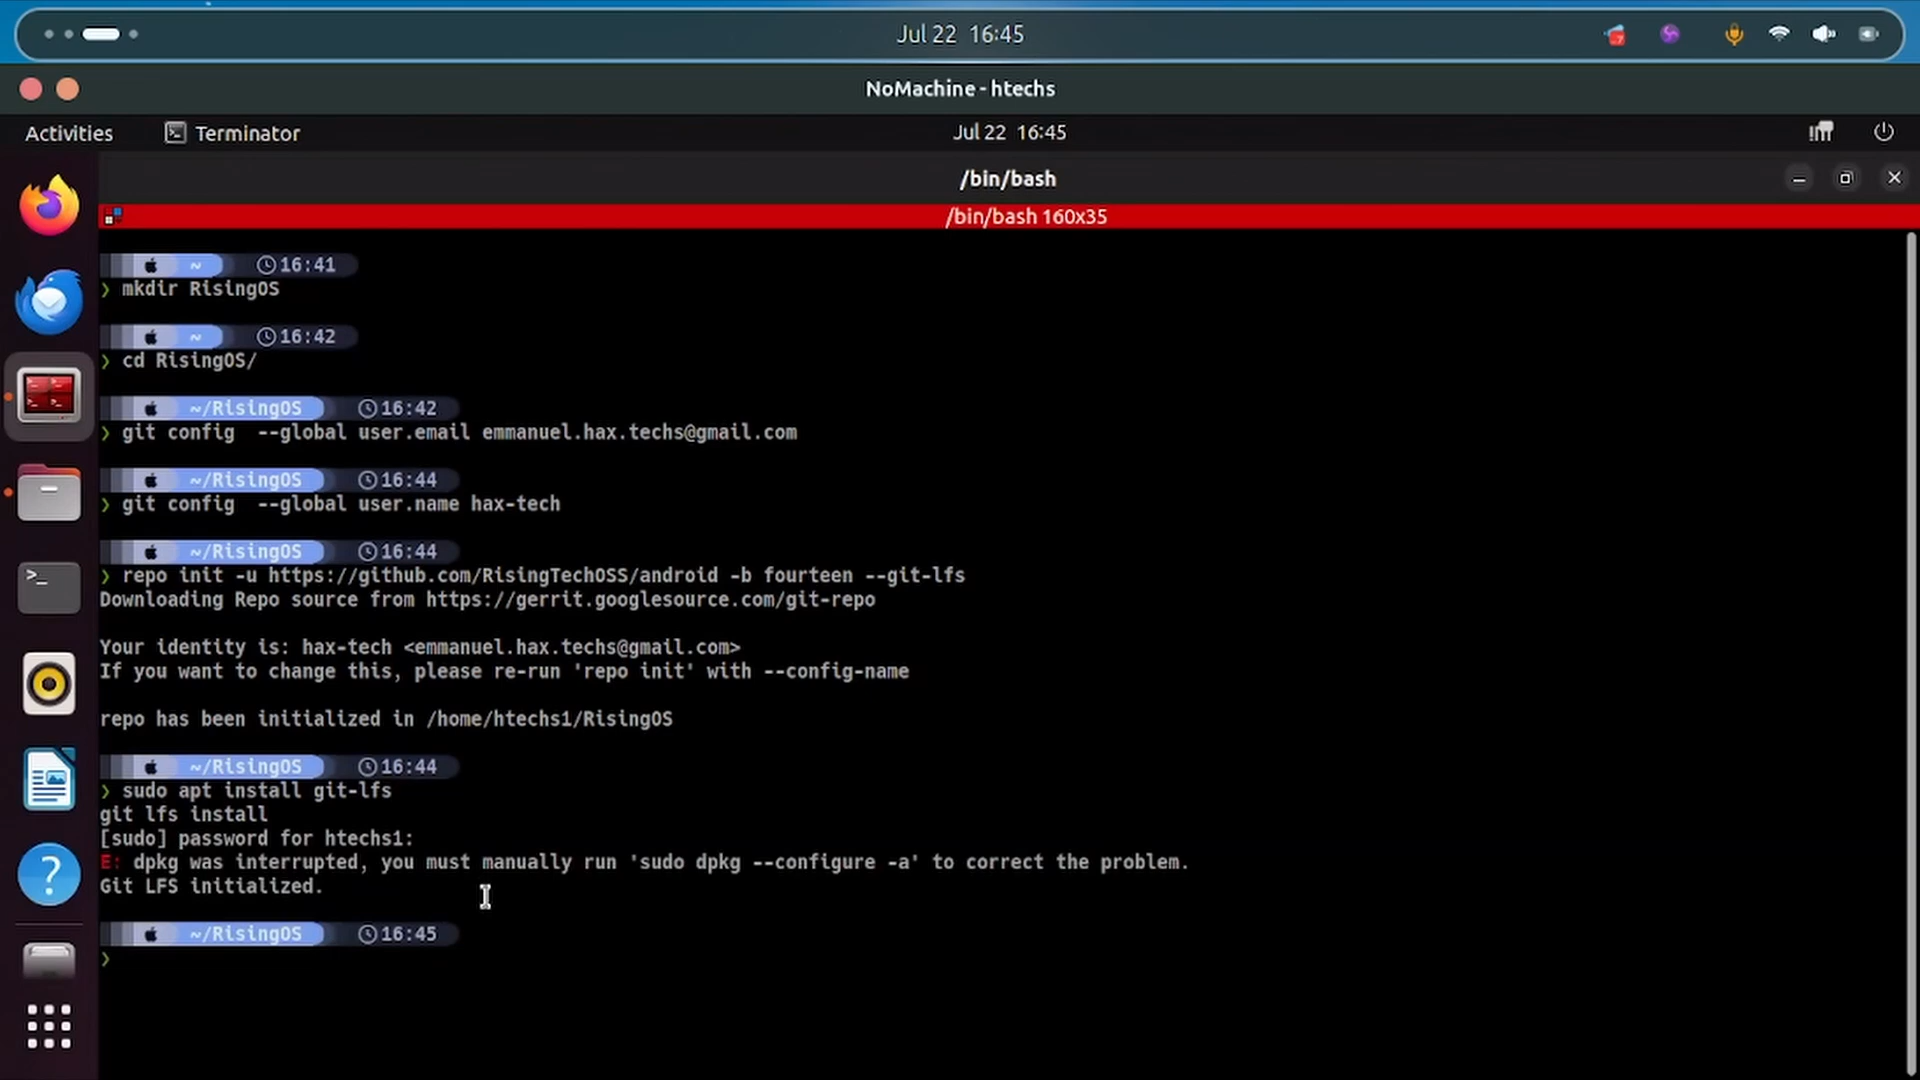 Jul 22 16:45
NoMachine - htechs
Activities
Terminator
Jul 22 16:45
/bin/bash
/bin/bash 160x35
~ 16:41
❯ mkdir RisingOS
~ 16:42
❯ cd RisingOS/
~/RisingOS 16:42
❯ git config  --global user.email emmanuel.hax.techs@gmail.com
~/RisingOS 16:44
❯ git config  --global user.name hax-tech
~/RisingOS 16:44
❯ repo init -u https://github.com/RisingTechOSS/android -b fourteen --git-lfs
Downloading Repo source from https://gerrit.googlesource.com/git-repo
Your identity is: hax-tech <emmanuel.hax.techs@gmail.com>
If you want to change this, please re-run 'repo init' with --config-name
repo has been initialized in /home/htechs1/RisingOS
~/RisingOS 16:44
❯ sudo apt install git-lfs
git lfs install
[sudo] password for htechs1:
E: dpkg was interrupted, you must manually run 'sudo dpkg --configure -a' to correct the problem.
Git LFS initialized.
~/RisingOS 16:45
❯